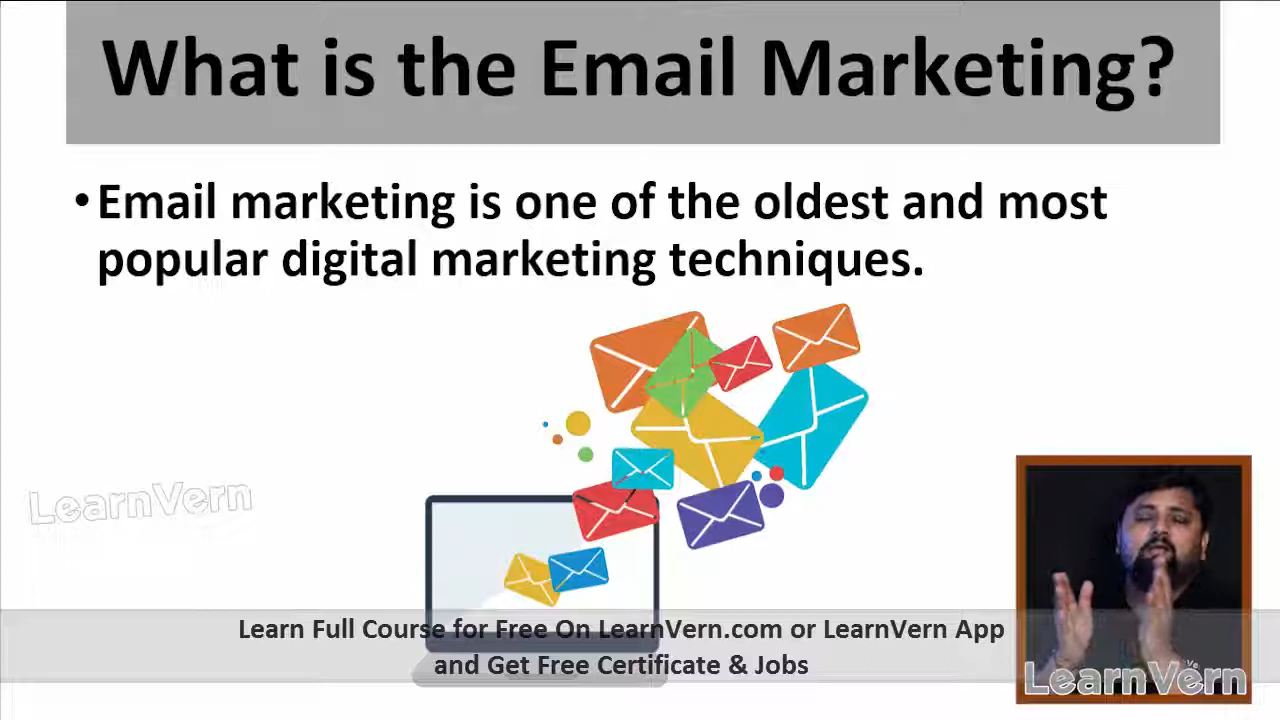 What is the Email Marketing?
•Email marketing is one of the oldest and most
popular digital marketing techniques.
LearnVern
Learn Full Course for Free On LearnVern.com or LearnVern App
and Get Free Certificate & Jobs
LearnVern